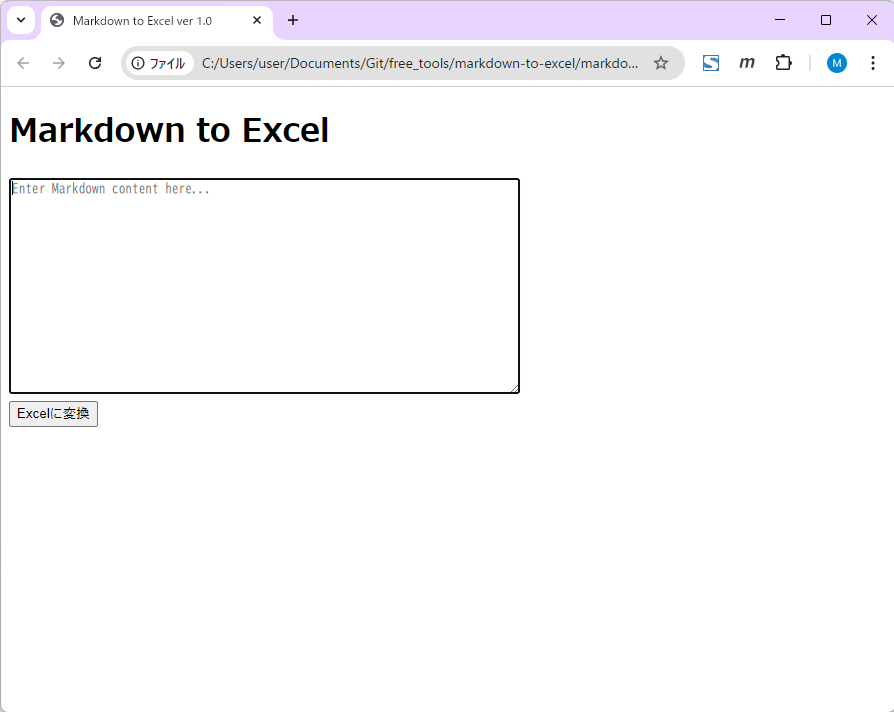 Markdown to Excel ver 1.0
ファイル C:/Users/user/Documents/Git/free_tools/markdown-to-excel/markdo...
S m M
Markdown to Excel
Enter Markdown content here...
Excelに変換